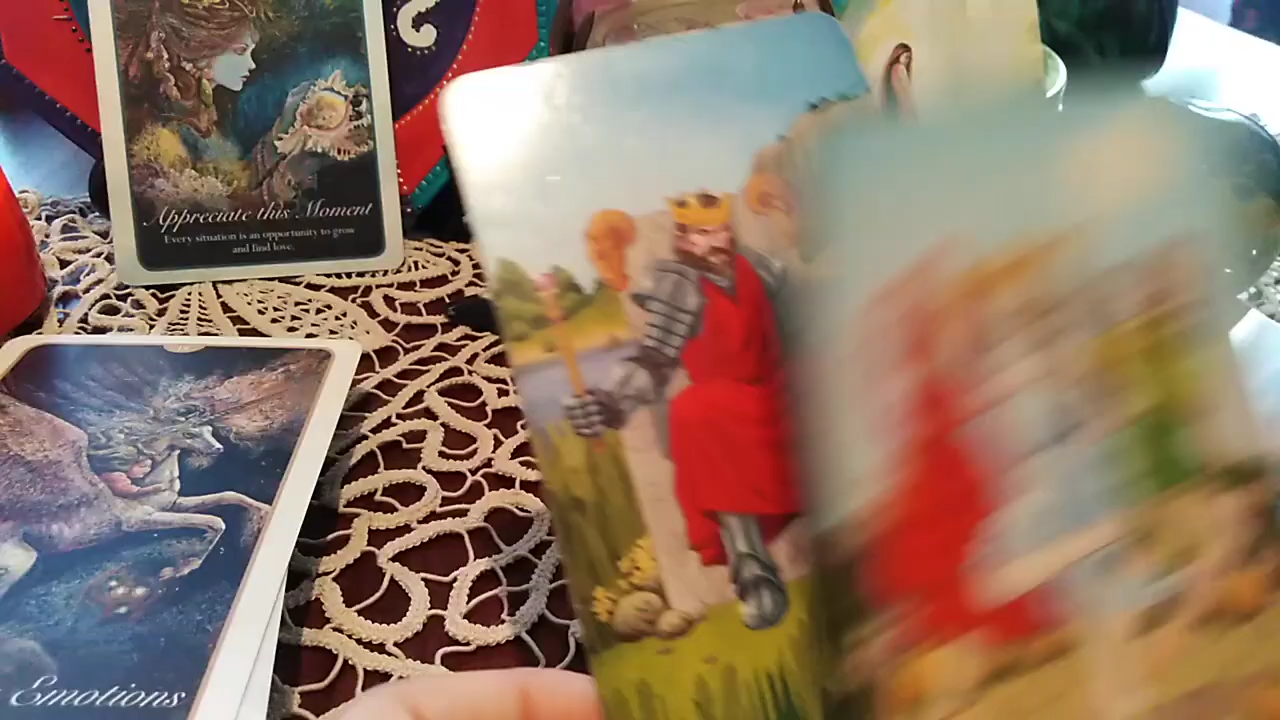 Appreciate this Moment
Every situation is an opportunity to grow
and find love.
Emotions